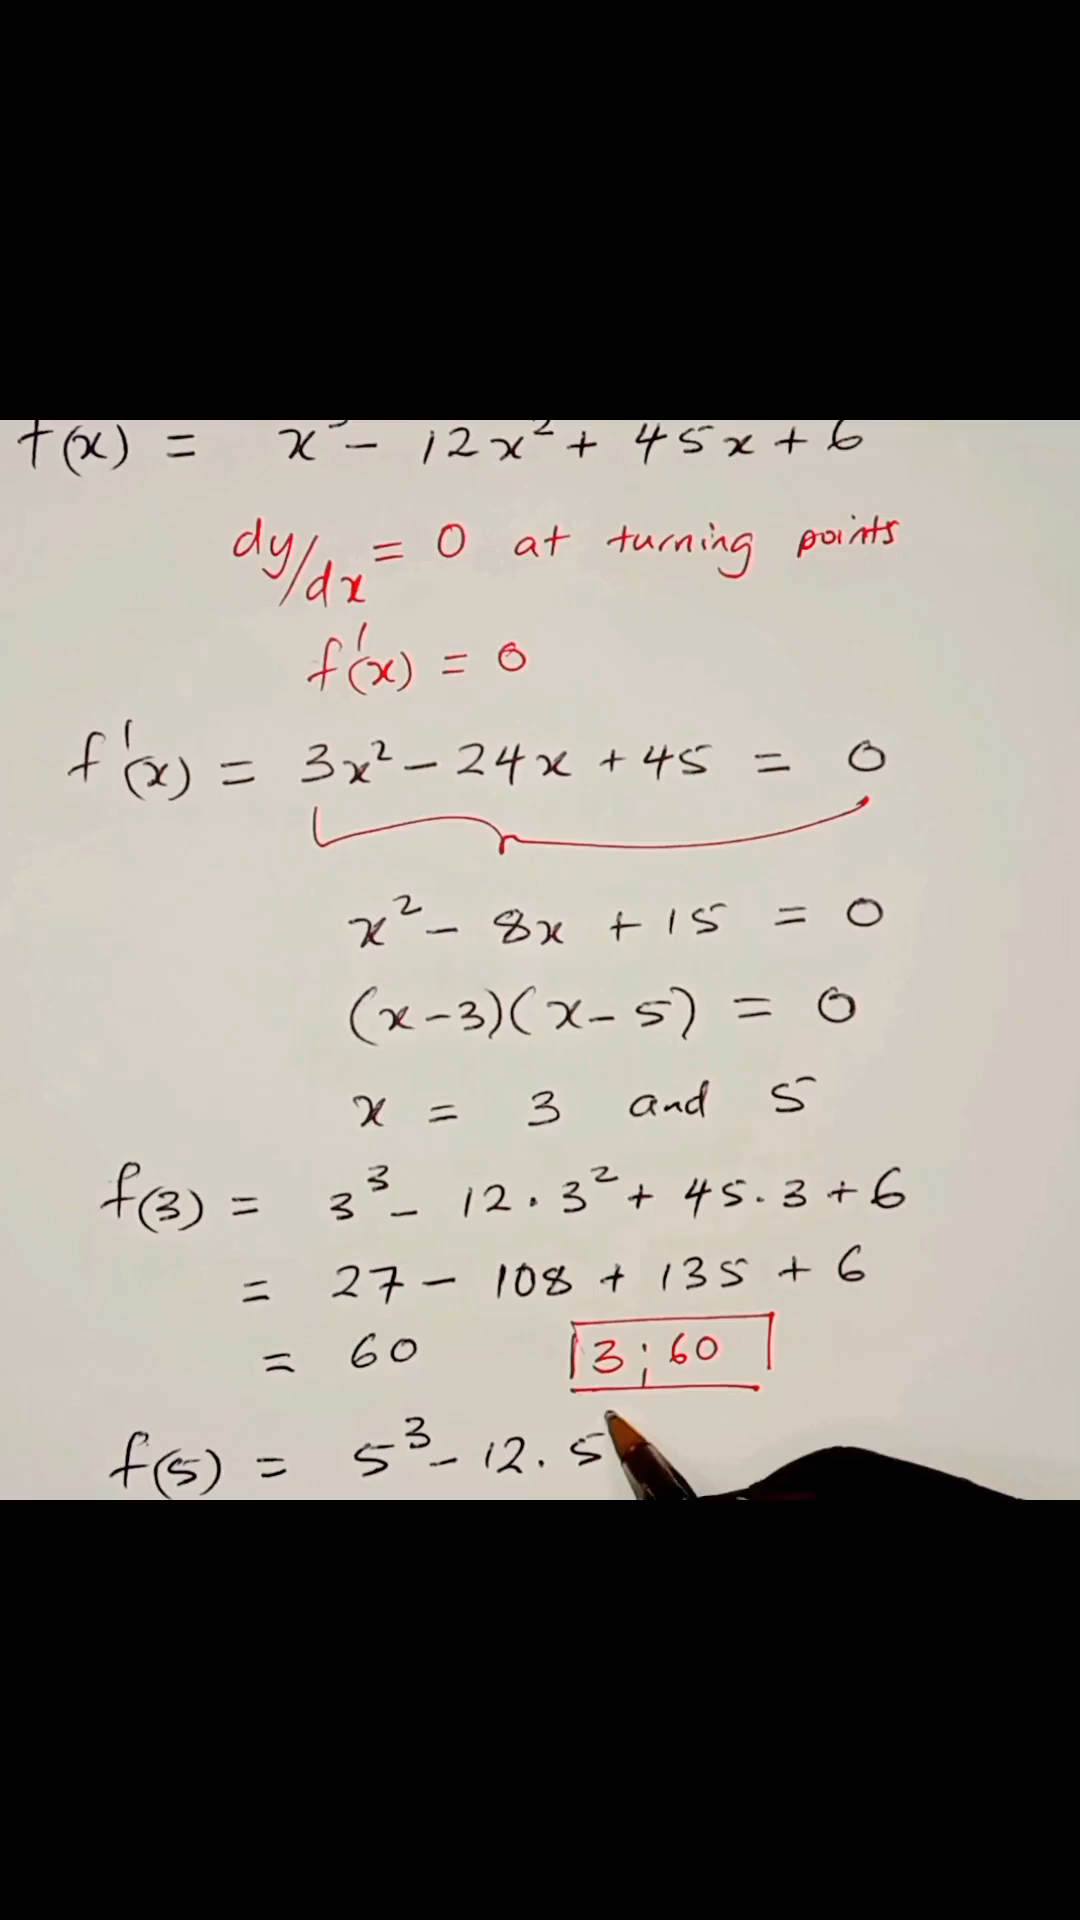 f(x) = x³ - 12x² + 45x + 6
dy/dx = 0 at turning points
f'(x) = 0
f'(x) = 3x² - 24x + 45 = 0
x² - 8x + 15 = 0
(x-3)(x-5) = 0
x = 3 and 5
f(3) = 3³ - 12 . 3² + 45 . 3 + 6
= 27 - 108 + 135 + 6
= 60 3 ; 60
f(5) = 5³ - 12 . 5